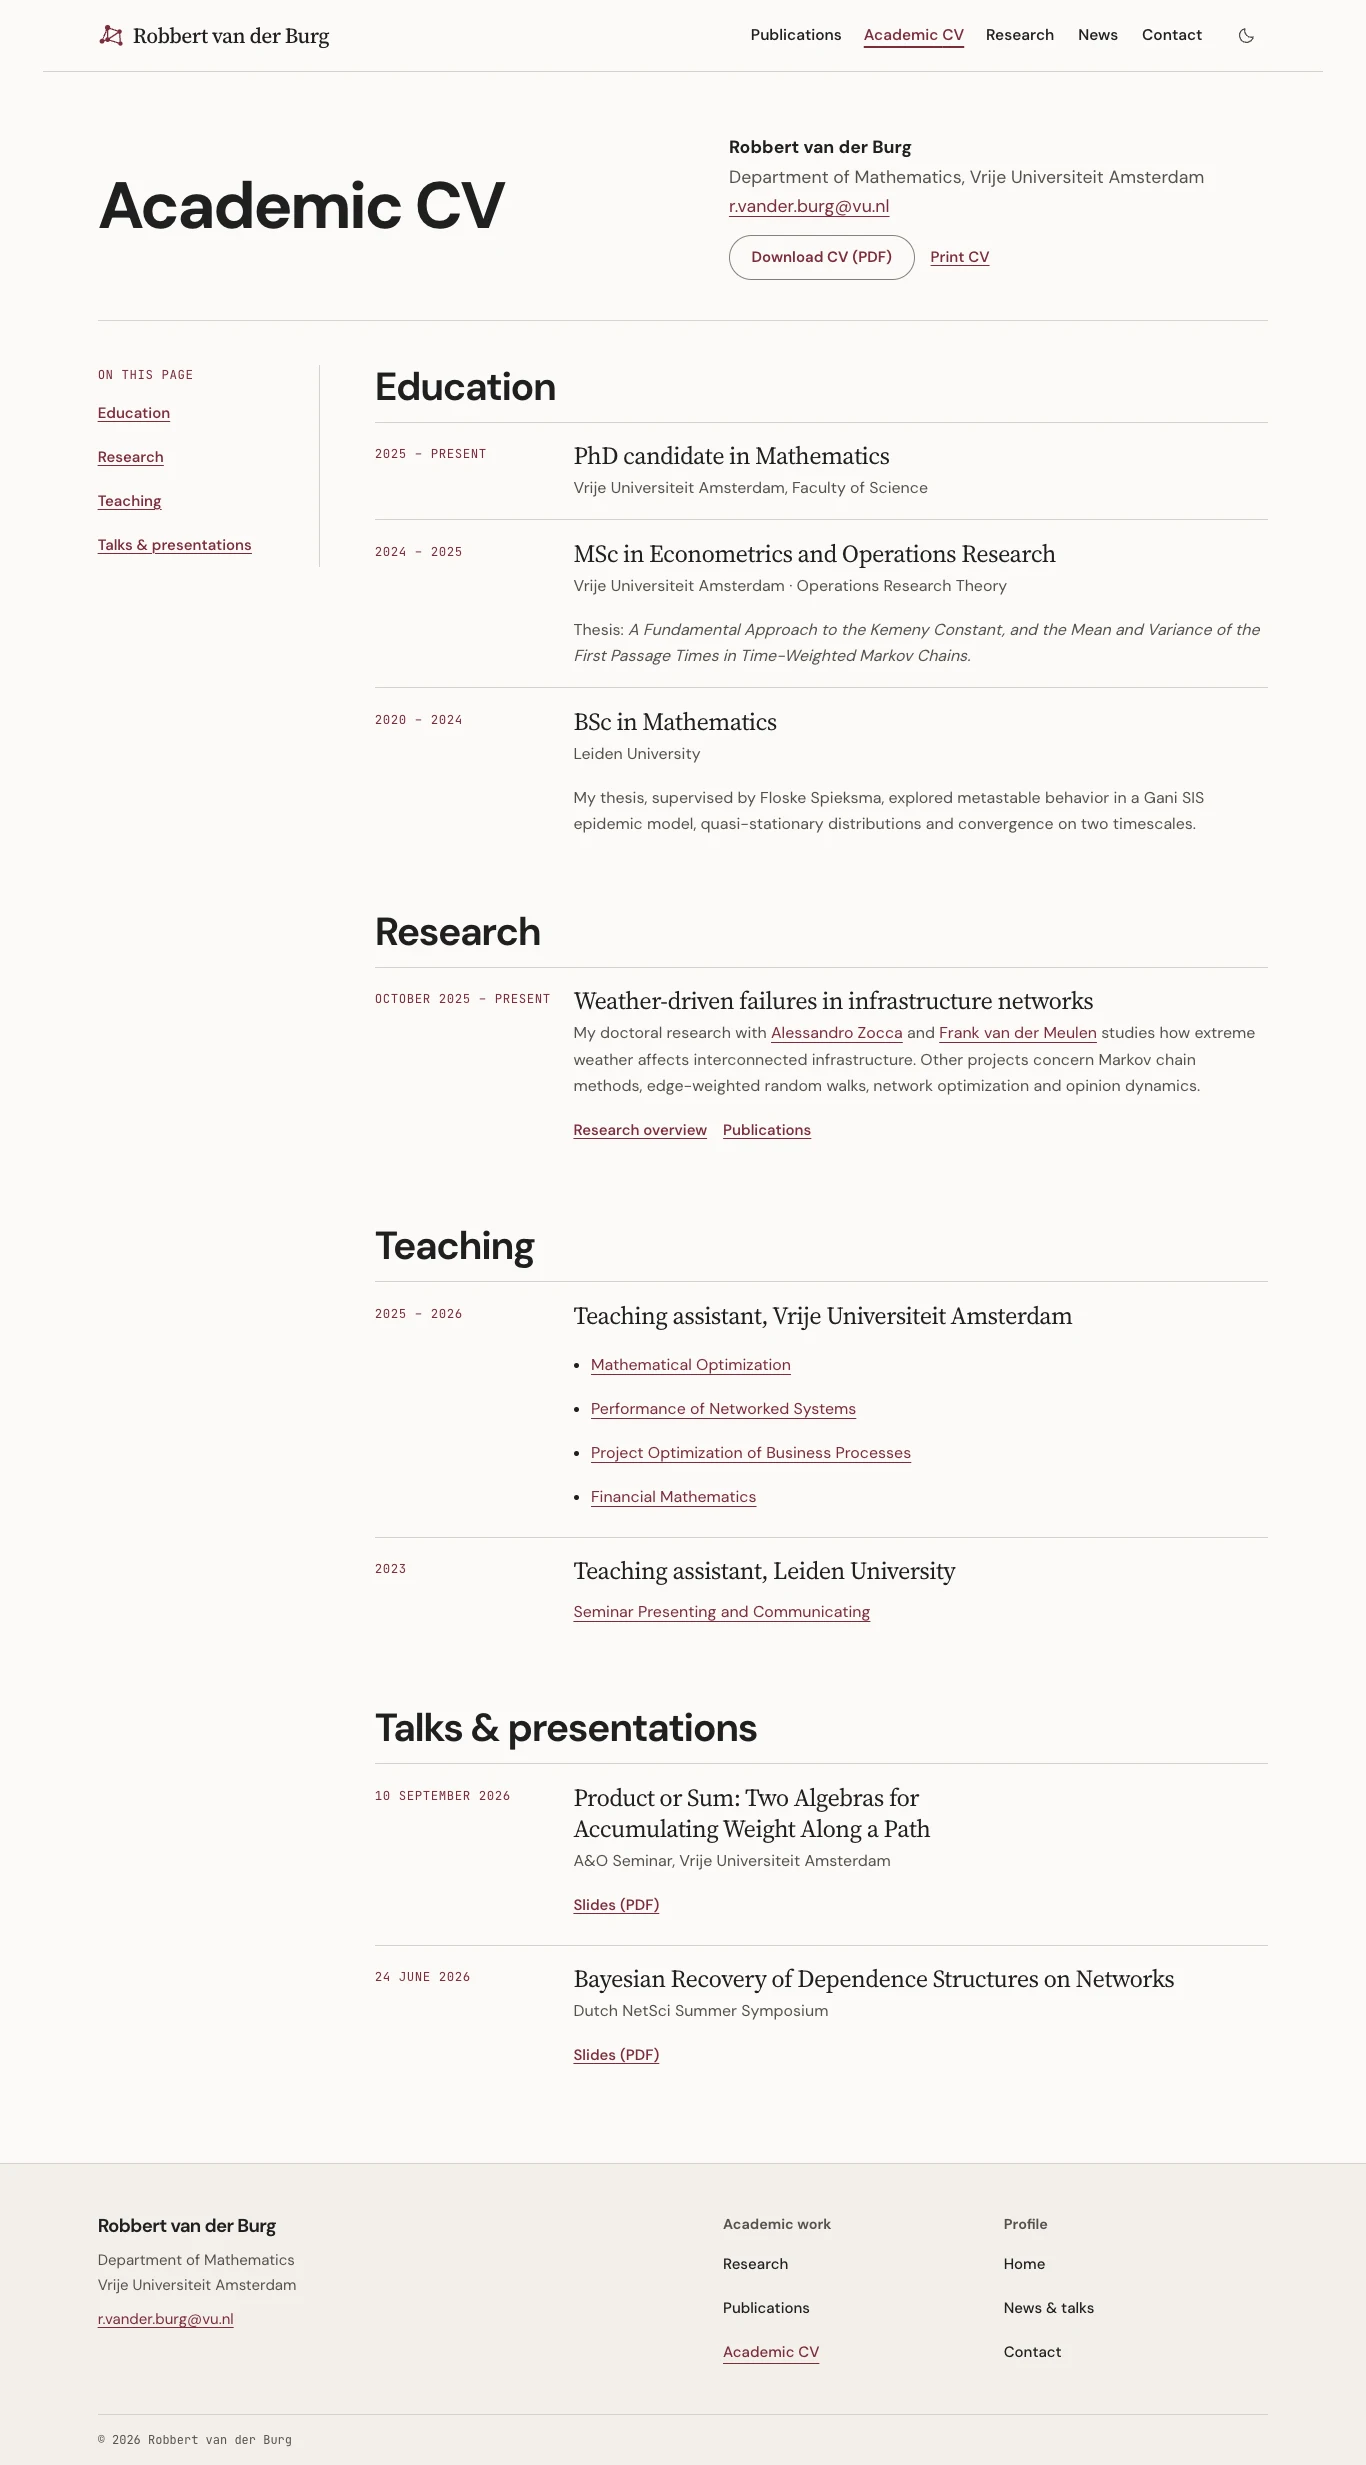 Robbert van der Burg
Publications
Academic CV
Research
News
Contact
Academic CV
Robbert van der Burg
Department of Mathematics, Vrije Universiteit Amsterdam
r.vander.burg@vu.nl
Download CV (PDF)
Print CV
ON THIS PAGE
Education
Research
Teaching
Talks & presentations
Education
2025 – PRESENT
PhD candidate in Mathematics
Vrije Universiteit Amsterdam, Faculty of Science
2024 – 2025
MSc in Econometrics and Operations Research
Vrije Universiteit Amsterdam · Operations Research Theory
Thesis: A Fundamental Approach to the Kemeny Constant, and the Mean and Variance of the
First Passage Times in Time-Weighted Markov Chains.
2020 – 2024
BSc in Mathematics
Leiden University
My thesis, supervised by Floske Spieksma, explored metastable behavior in a Gani SIS
epidemic model, quasi-stationary distributions and convergence on two timescales.
Research
OCTOBER 2025 – PRESENT
Weather-driven failures in infrastructure networks
My doctoral research with Alessandro Zocca and Frank van der Meulen studies how extreme
weather affects interconnected infrastructure. Other projects concern Markov chain
methods, edge-weighted random walks, network optimization and opinion dynamics.
Research overview
Publications
Teaching
2025 – 2026
Teaching assistant, Vrije Universiteit Amsterdam
• Mathematical Optimization
• Performance of Networked Systems
• Project Optimization of Business Processes
• Financial Mathematics
2023
Teaching assistant, Leiden University
Seminar Presenting and Communicating
Talks & presentations
10 SEPTEMBER 2026
Product or Sum: Two Algebras for
Accumulating Weight Along a Path
A&O Seminar, Vrije Universiteit Amsterdam
Slides (PDF)
24 JUNE 2026
Bayesian Recovery of Dependence Structures on Networks
Dutch NetSci Summer Symposium
Slides (PDF)
Robbert van der Burg
Department of Mathematics
Vrije Universiteit Amsterdam
r.vander.burg@vu.nl
Academic work
Research
Publications
Academic CV
Profile
Home
News & talks
Contact
© 2026 Robbert van der Burg